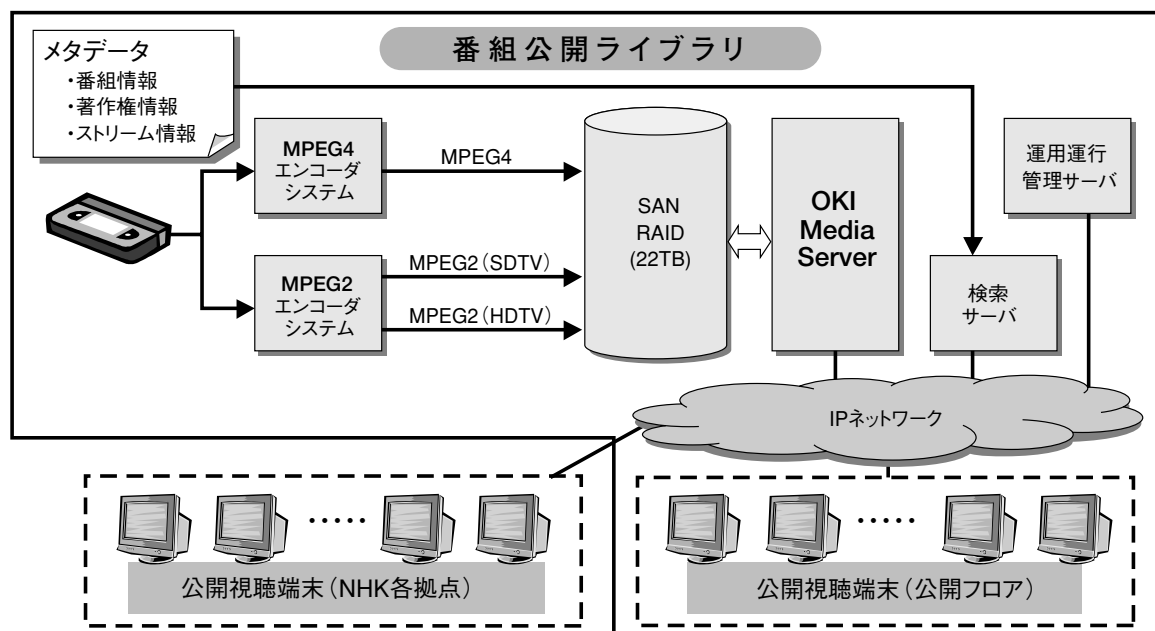 番組公開ライブラリ
メタデータ
・番組情報
・著作権情報
・ストリーム情報
MPEG4
エンコーダ
システム
MPEG4
MPEG2
エンコーダ
システム
MPEG2(SDTV)
MPEG2(HDTV)
SAN
RAID
(22TB)
OKI
Media
Server
検索
サーバ
運用運行
管理サーバ
IPネットワーク
・・・・・
公開視聴端末(NHK各拠点)
・・・・・
公開視聴端末(公開フロア)